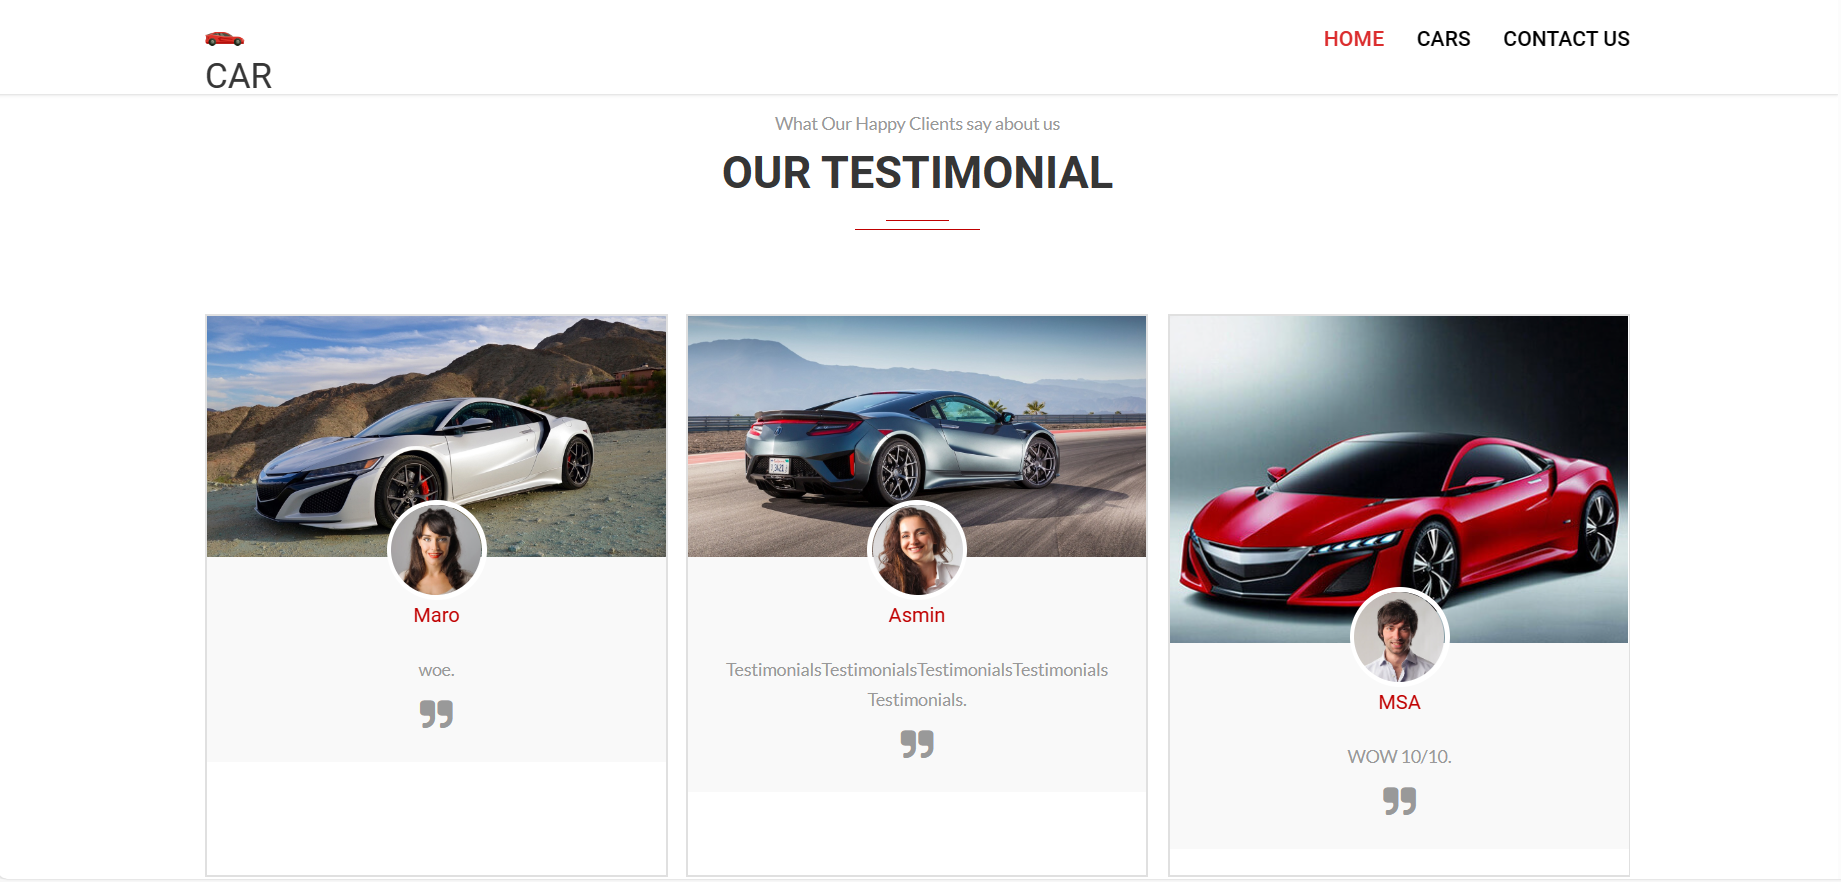 CAR
HOME CARS CONTACT US
What Our Happy Clients say about us
OUR TESTIMONIAL
Maro
woe.
Asmin
TestimonialsTestimonialsTestimonialsTestimonials
Testimonials.
MSA
WOW 10/10.